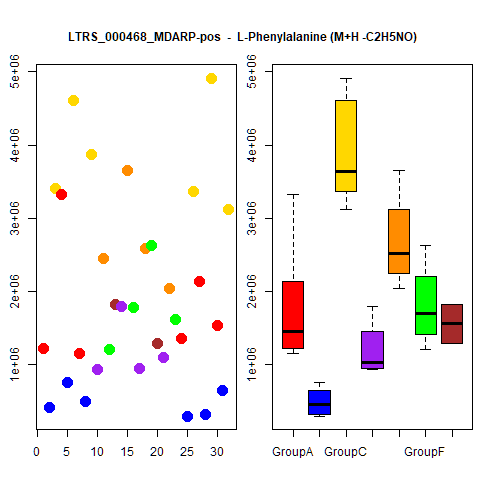 LTRS_000468_MDARP-pos - L-Phenylalanine (M+H -C2H5NO)
5e+06
4e+06
3e+06
2e+06
1e+06
0 5 10 15 20 25 30
5e+06
4e+06
3e+06
2e+06
1e+06
GroupA GroupC GroupF